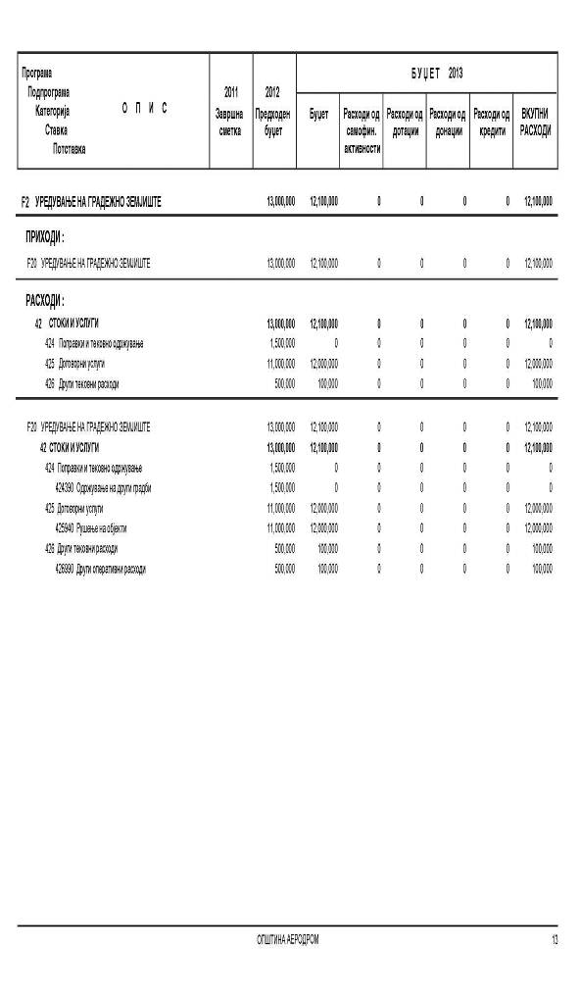 Програма
Подпрограма
Категорија
Ставка
Потставка
О П И С
2011
Завршна
сметка
2012
Предходен
буџет
БУЏЕТ 2013
Буџет
Расходи од
самофин.
активности
Расходи од
дотации
Расходи од
донации
Расходи од
кредити
ВКУПНИ
РАСХОДИ
F2 УРЕДУВАЊЕ НА ГРАДЕЖНО ЗЕМЈИШТЕ 13,000,000 12,100,000 0 0 0 0 12,100,000
ПРИХОДИ :
F20 УРЕДУВАЊЕ НА ГРАДЕЖНО ЗЕМЈИШТЕ 13,000,000 12,100,000 0 0 0 0 12,100,000
РАСХОДИ :
42 СТОКИ И УСЛУГИ 13,000,000 12,100,000 0 0 0 0 12,100,000
424 Поправки и тековно одржување 1,500,000 0 0 0 0 0 0
425 Договорни услуги 11,000,000 12,000,000 0 0 0 0 12,000,000
426 Други тековни расходи 500,000 100,000 0 0 0 0 100,000
F20 УРЕДУВАЊЕ НА ГРАДЕЖНО ЗЕМЈИШТЕ 13,000,000 12,100,000 0 0 0 0 12,100,000
42 СТОКИ И УСЛУГИ 13,000,000 12,100,000 0 0 0 0 12,100,000
424 Поправки и тековно одржување 1,500,000 0 0 0 0 0 0
424390 Одржување на други градби 1,500,000 0 0 0 0 0 0
425 Договорни услуги 11,000,000 12,000,000 0 0 0 0 12,000,000
425940 Рушење на објекти 11,000,000 12,000,000 0 0 0 0 12,000,000
426 Други тековни расходи 500,000 100,000 0 0 0 0 100,000
426990 Други оперативни расходи 500,000 100,000 0 0 0 0 100,000
ОПШТИНА АЕРОДРОМ 13